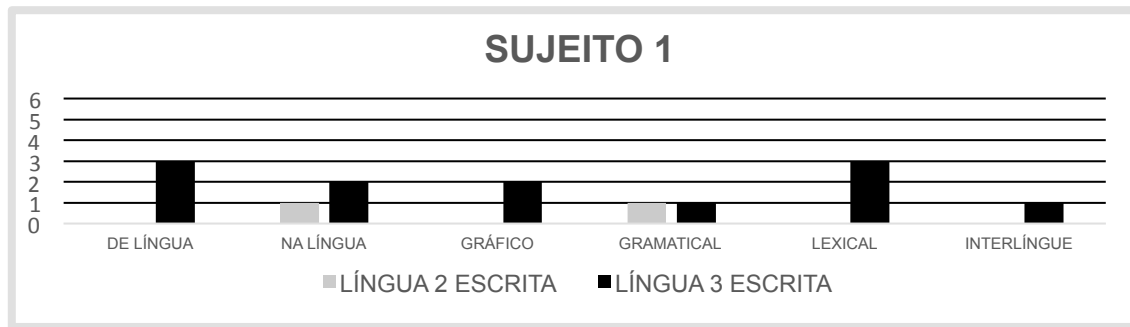 SUJEITO 1
6
5
4
3
2
1
0
DE LÍNGUA NA LÍNGUA GRÁFICO GRAMATICAL LEXICAL INTERLÍNGUE
LÍNGUA 2 ESCRITA LÍNGUA 3 ESCRITA